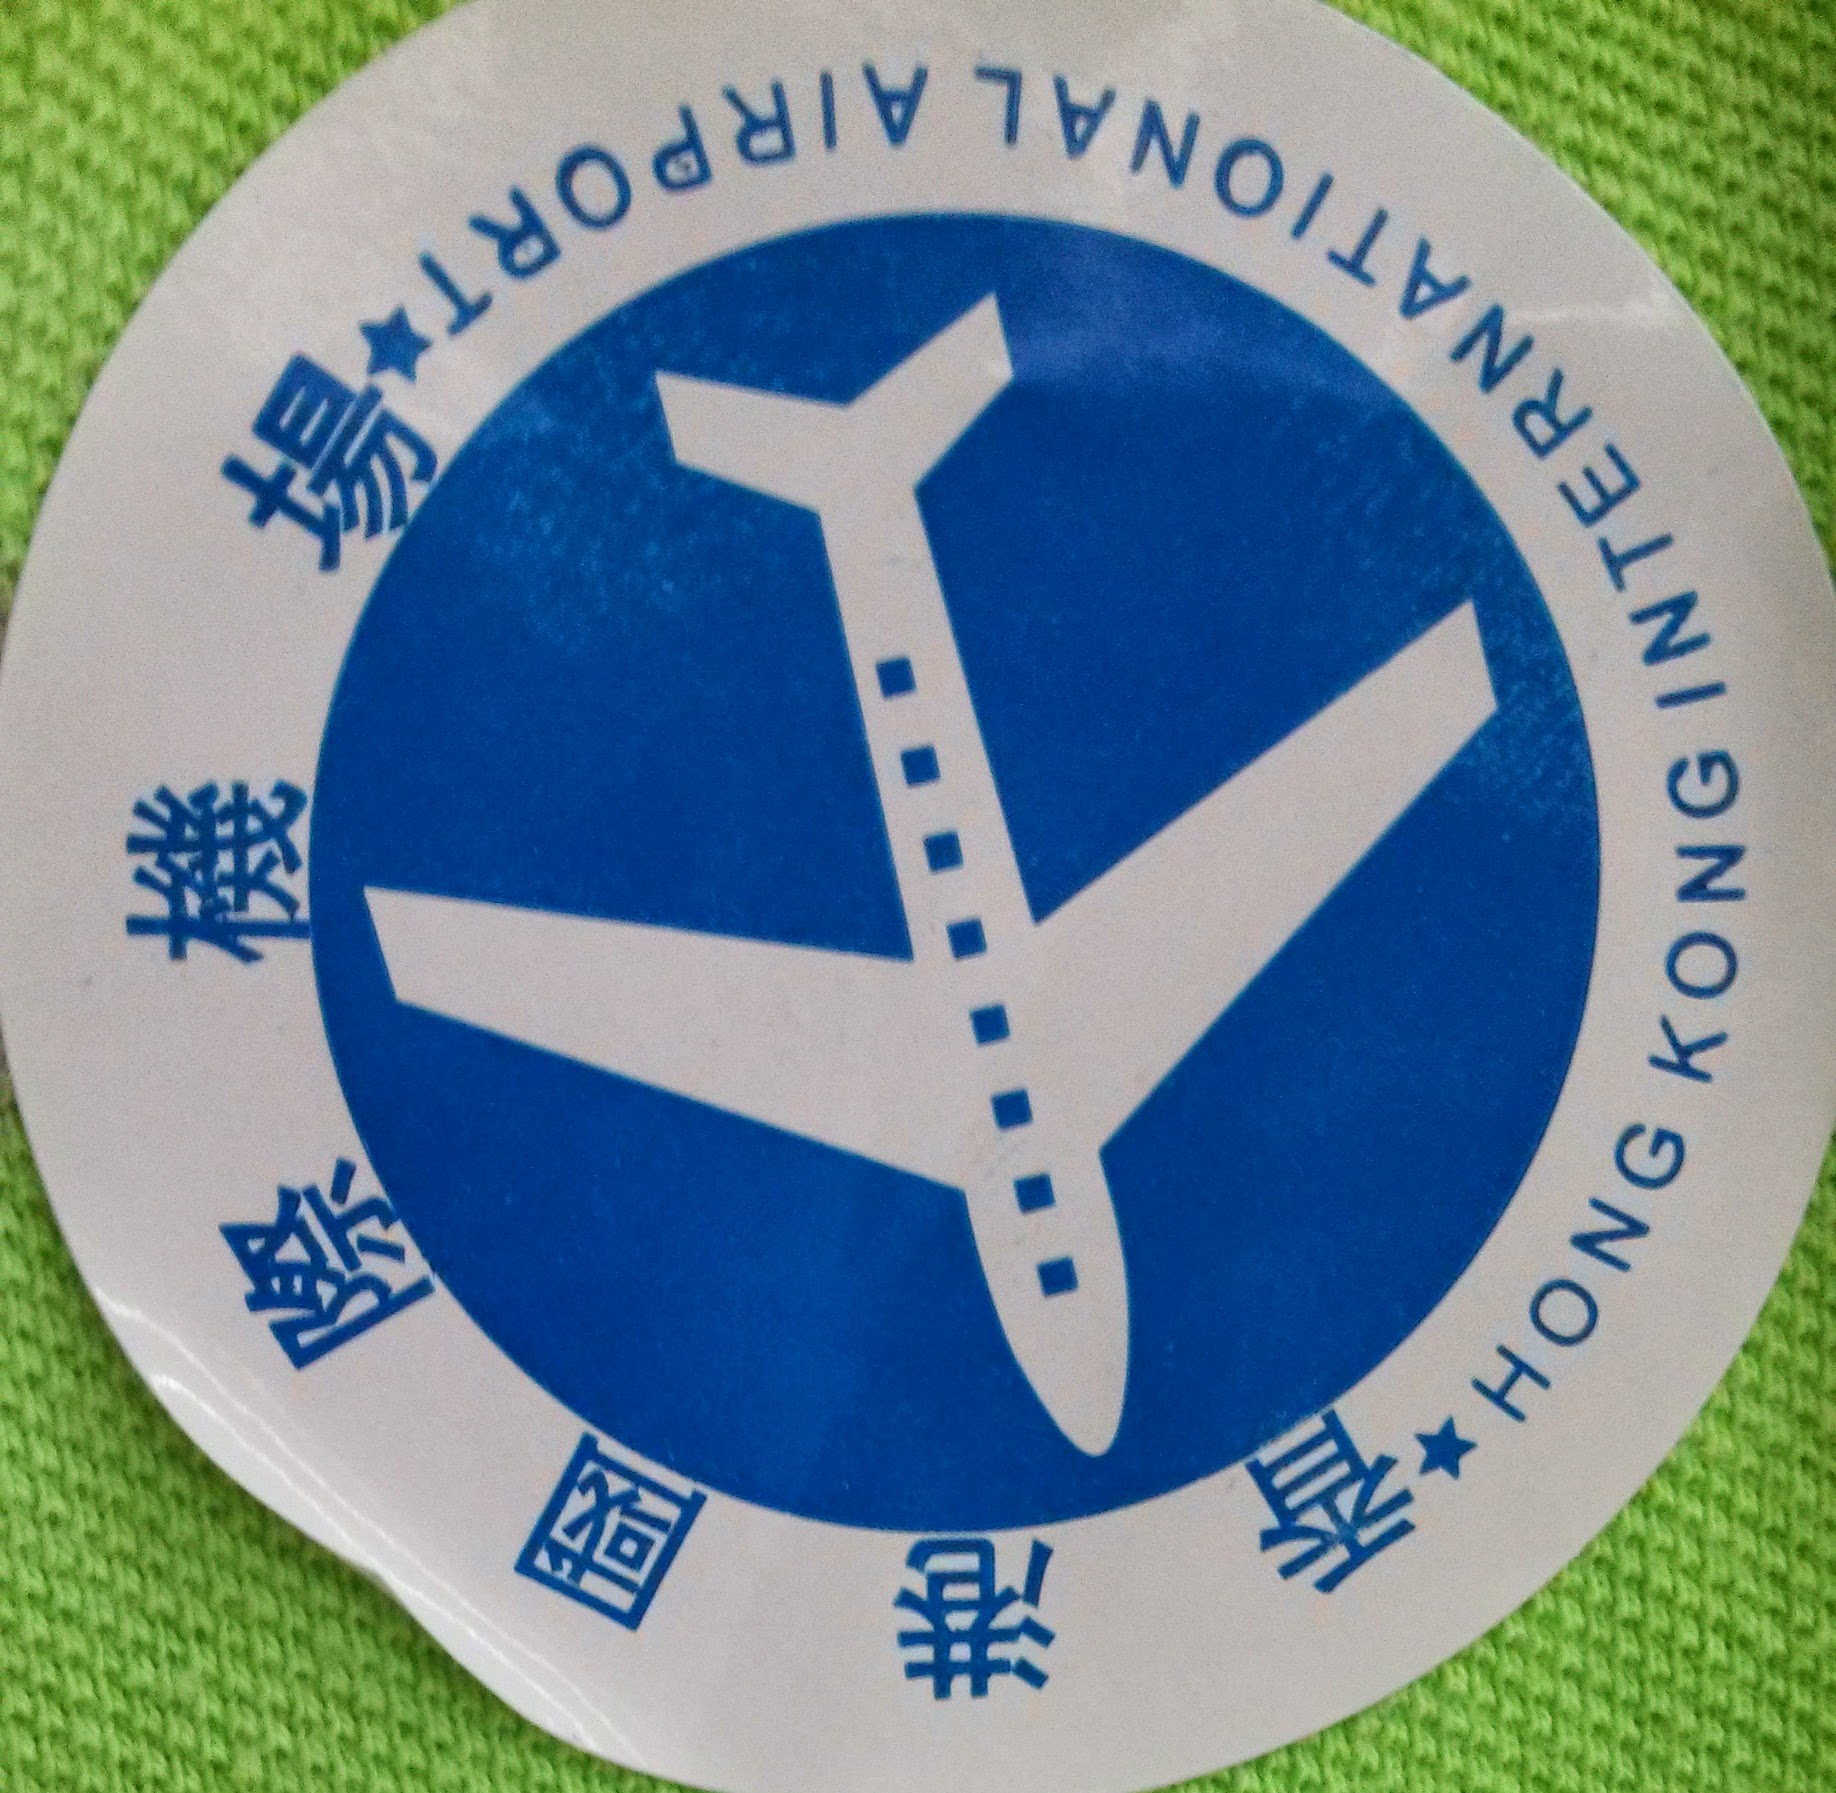 香港國際機場
★HONG KONG INTERNATIONAL AIRPORT★